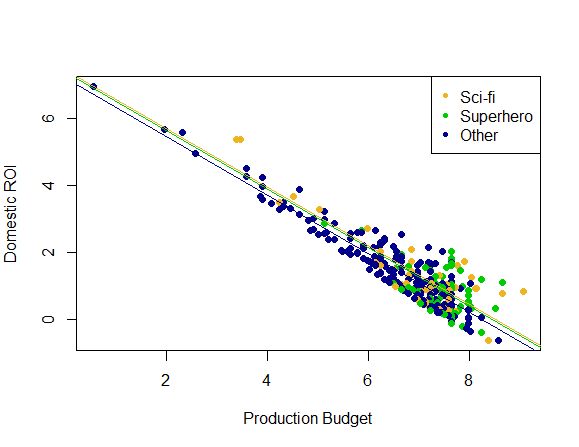 Sci-fi
Superhero
Other
6
4
2
0
Domestic ROI
2
4
6
8
Production Budget